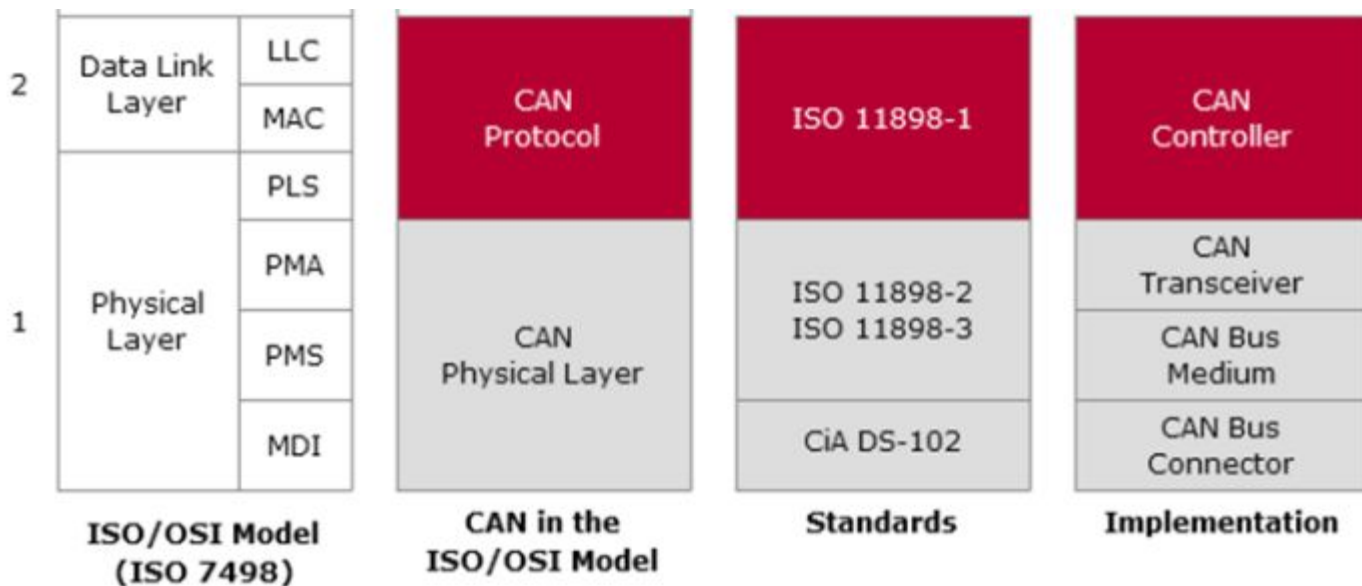 2
Data Link
Layer
LLC
MAC
1
Physical
Layer
PLS
PMA
PMS
MDI
ISO/OSI Model
(ISO 7498)
CAN
Protocol
CAN
Physical Layer
CAN in the
ISO/OSI Model
ISO 11898-1
ISO 11898-2
ISO 11898-3
CiA DS-102
Standards
CAN
Controller
CAN
Transceiver
CAN Bus
Medium
CAN Bus
Connector
Implementation